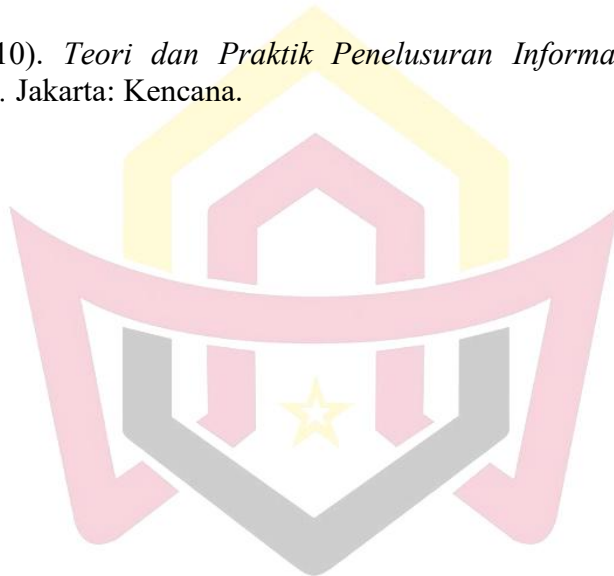 10). Teori dan Praktik Penelusuran Informa
. Jakarta: Kencana.